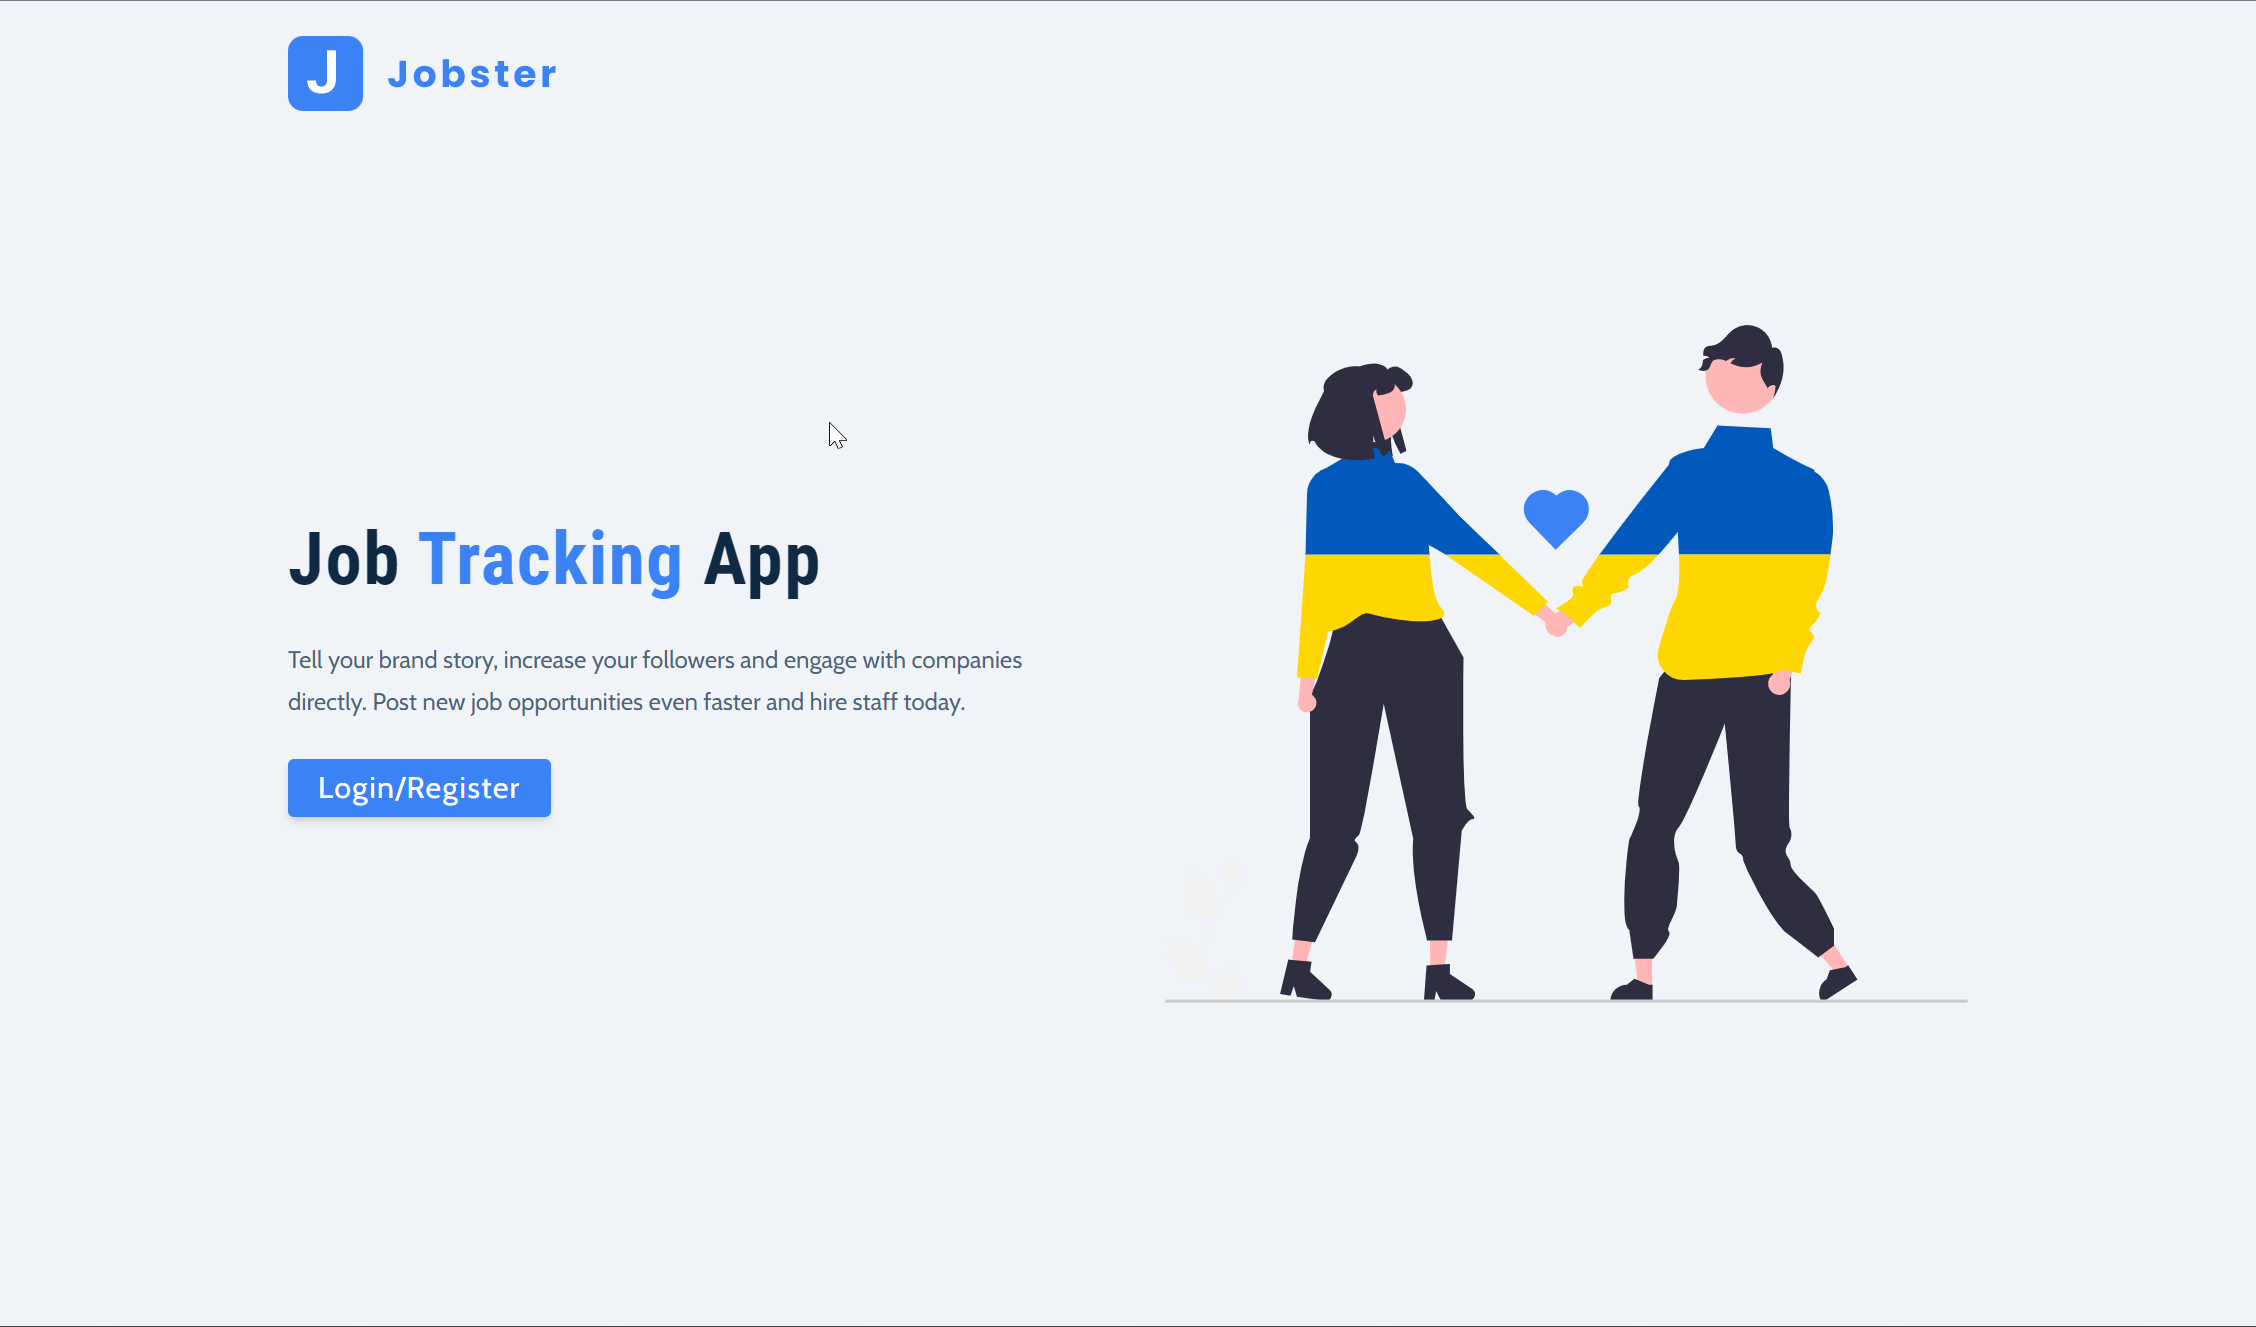 J Jobster
Job Tracking App
Tell your brand story, increase your followers and engage with companies
directly. Post new job opportunities even faster and hire staff today.
Login/Register